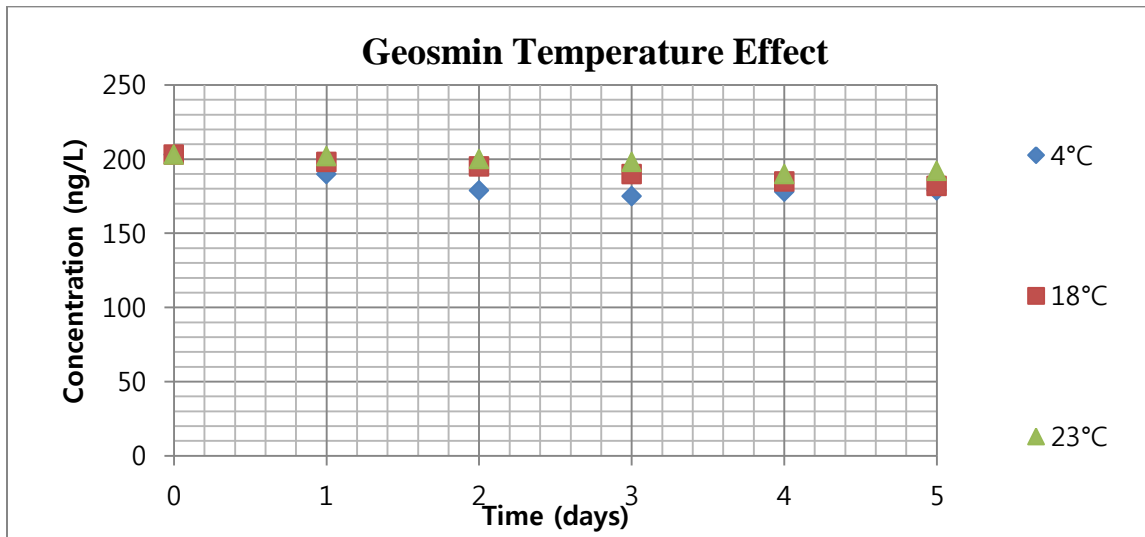 Geosmin Temperature Effect
250
200
150
100
50
0
Concentration (ng/L)
0 1 2 3 4 5
Time (days)
4°C
18°C
23°C